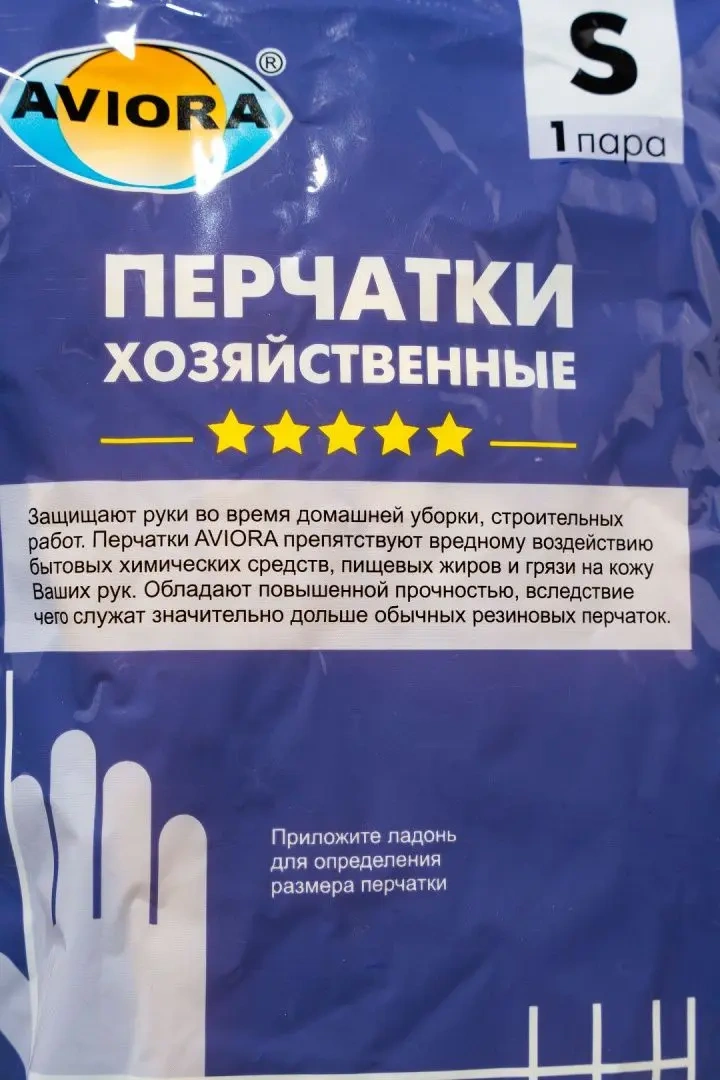 AVIORA ®
S
1 пара
ПЕРЧАТКИ
ХОЗЯЙСТВЕННЫЕ
Защищают руки во время домашней уборки, строительных
работ. Перчатки AVIORA препятствуют вредному воздействию
бытовых химических средств, пищевых жиров и грязи на кожу
Ваших рук. Обладают повышенной прочностью, вследствие
чего служат значительно дольше обычных резиновых перчаток.
Приложите ладонь
для определения
размера перчатки